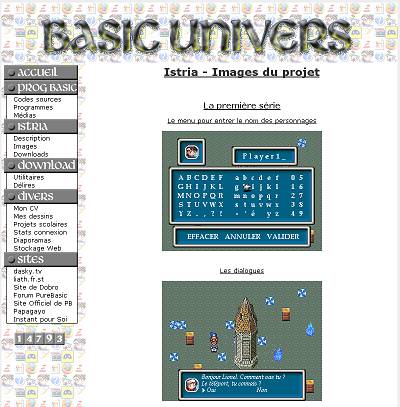 BASIC UNIVERS
ACCUEIL
PROG BASIC
Codes sources
Programmes
Médias
ISTRIA
Description
Images
Downloads
DOWNLOAD
Utilitaires
Délires
DIVERS
Mon CV
Mes dessins
Projets scolaires
Stats connexion
Diaporamas
Stockage Web
SITES
dasky.tv
liath.fr.st
Site de Dobro
Forum PureBasic
Site Officiel de PB
Papagayo
Instant pour Soi
14793
Istria - Images du projet
La première série
Le menu pour entrer le nom des personnages
Player1_
A B C D E F a b c d e f 0 5
G H I J K L g h i j k l 1 6
M N O P Q R m n o p q r 2 7
S T U V W X s t u v w x 3 8
Y Z é y z 4 9
EFFACER ANNULER VALIDER
Les dialogues
Bonjour Lionel. Comment vas tu ?
Le téléport, tu connais ?
Oui Non